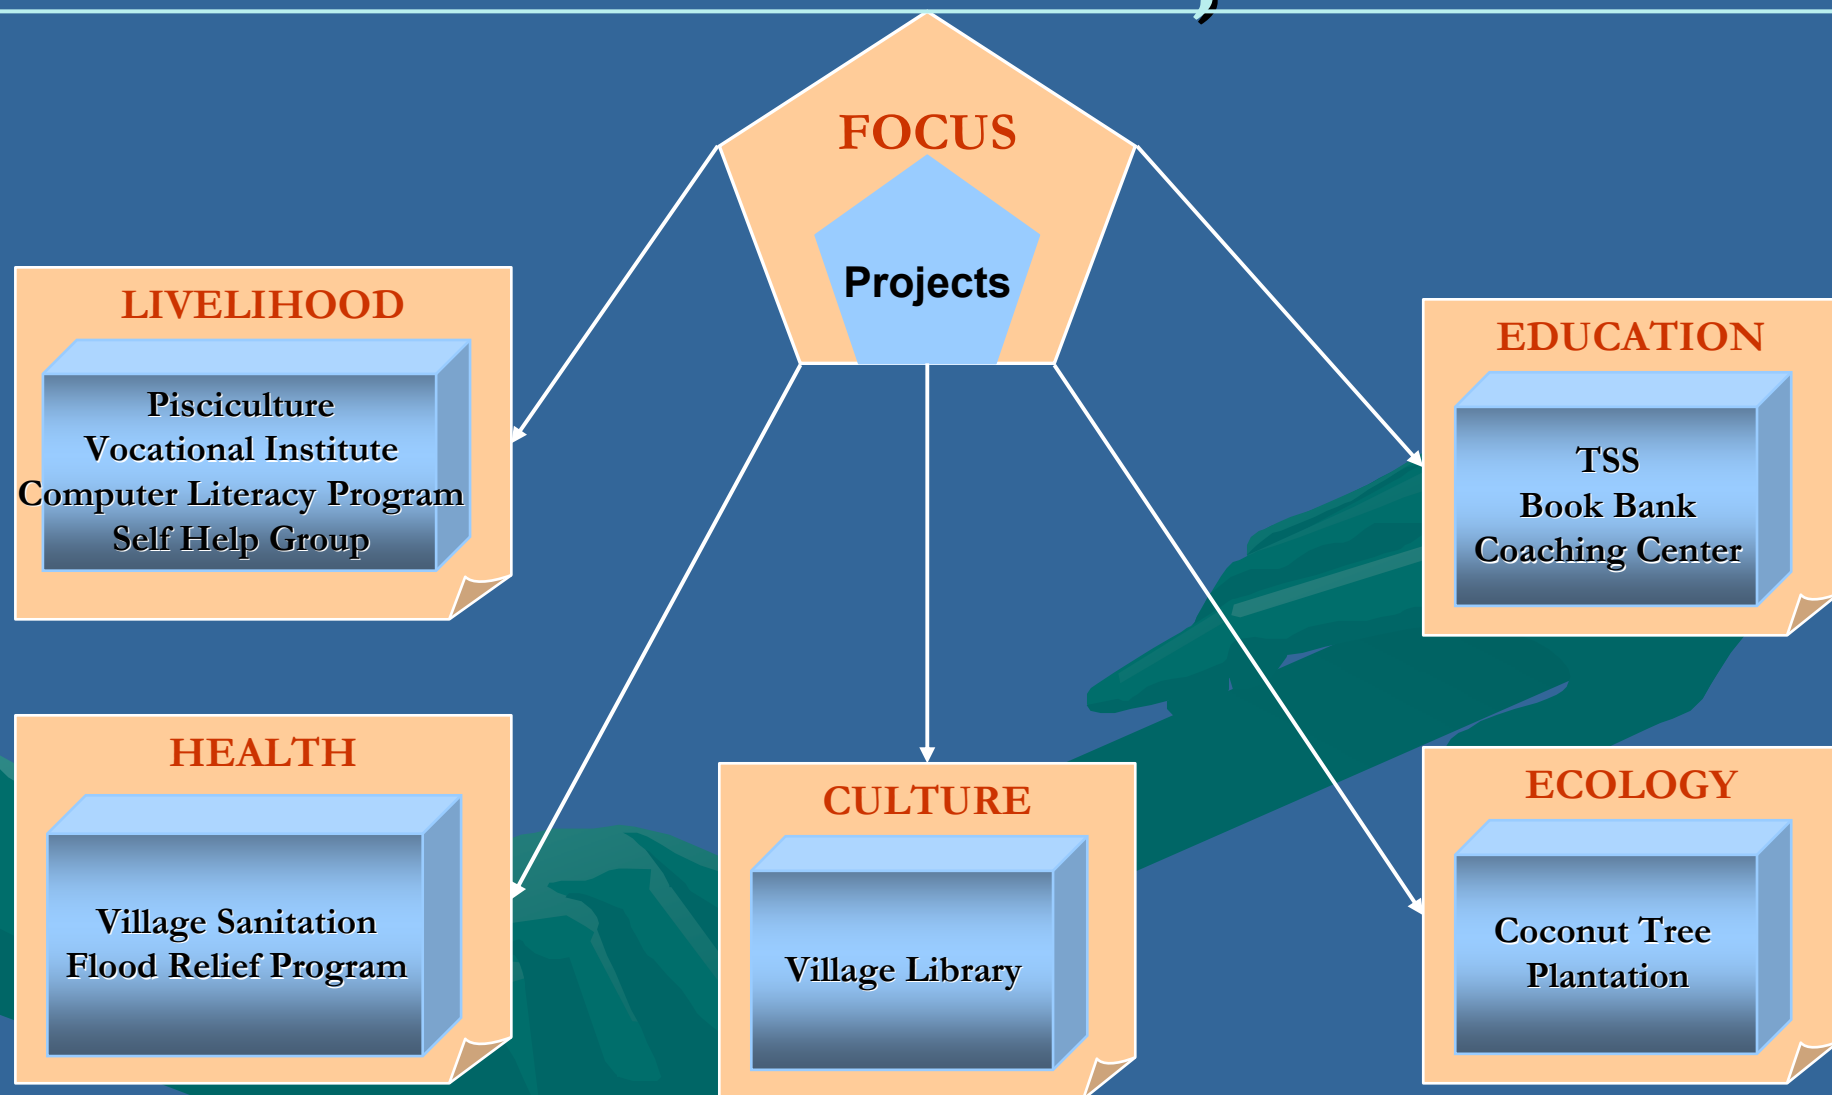 FOCUS
Projects
LIVELIHOOD
Pisciculture
Vocational Institute
Computer Literacy Program
Self Help Group
EDUCATION
TSS
Book Bank
Coaching Center
HEALTH
Village Sanitation
Flood Relief Program
CULTURE
Village Library
ECOLOGY
Coconut Tree
Plantation